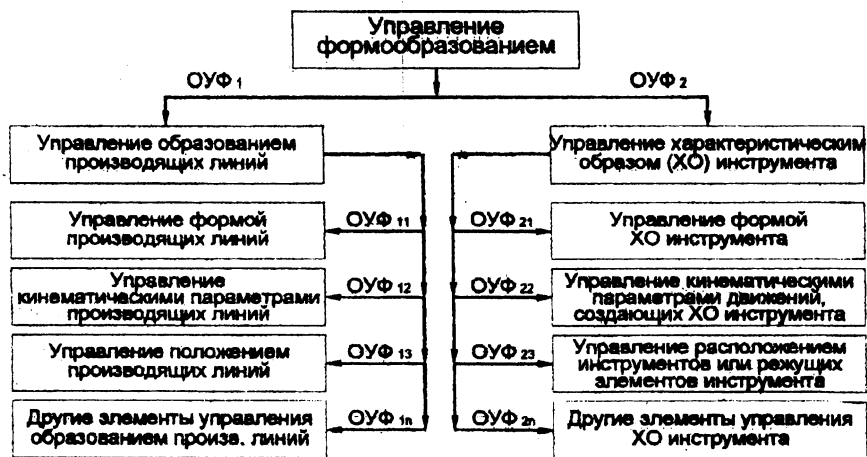 Управление
формообразованием
ОУФ 1
ОУФ 2
Управление образованием
производящих линий
Управление характеристическим
образом (ХО) инструмента
Управление формой
производящих линий
ОУФ 11
ОУФ 21
Управление формой
ХО инструмента
Управление
кинематическими параметрами
производящих линий
ОУФ 12
ОУФ 22
Управление кинематическими
параметрами движений,
создающих ХО инструмента
Управление положением
производящих линий
ОУФ 13
ОУФ 23
Управление расположением
инструментов или режущих
элементов инструмента
Другие элементы управления
образованием произв. линий
ОУФ 1n
ОУФ 2n
Другие элементы управления
ХО инструмента